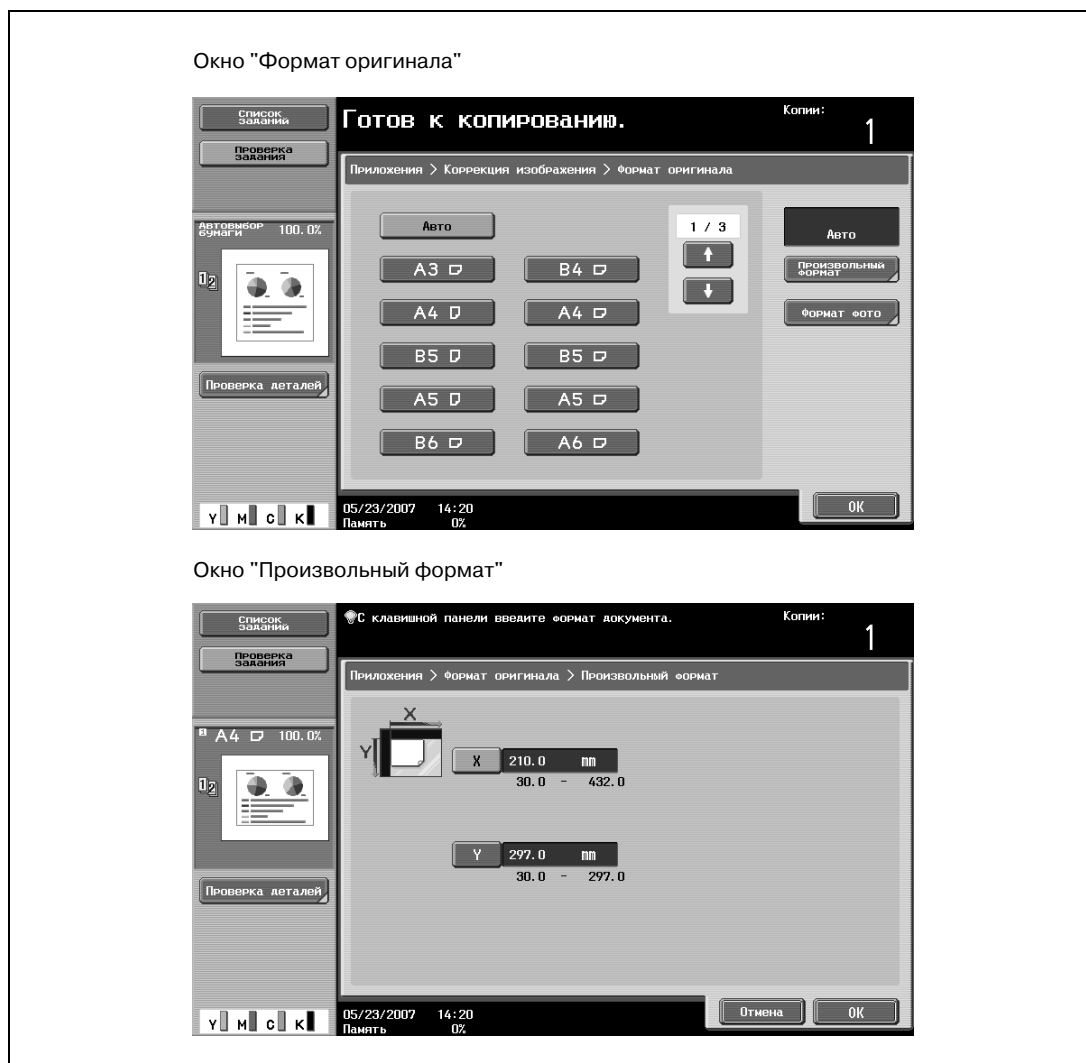 Окно "Формат оригинала"
Список
заданий
Готов к копированию.
Копии:
1
Проверка
задания
Приложения > Коррекция изображения > Формат оригинала
Автовыбор
бумаги
100.0%
1 2
Авто
1 / 3
Авто
A3
B4
Произвольный
формат
A4
A4
Формат фото
B5
B5
Проверка деталей
A5
A5
B6
A6
OK
Y M C K
05/23/2007 14:20
Память 0%
Окно "Произвольный формат"
Список
заданий
С клавишной панели введите формат документа.
Копии:
1
Проверка
задания
Приложения > Формат оригинала > Произвольный формат
X
A4 100.0%
Y
X 210.0 mm
30.0 - 432.0
1 2
Y 297.0 mm
30.0 - 297.0
Проверка деталей
Отмена OK
Y M C K
05/23/2007 14:20
Память 0%